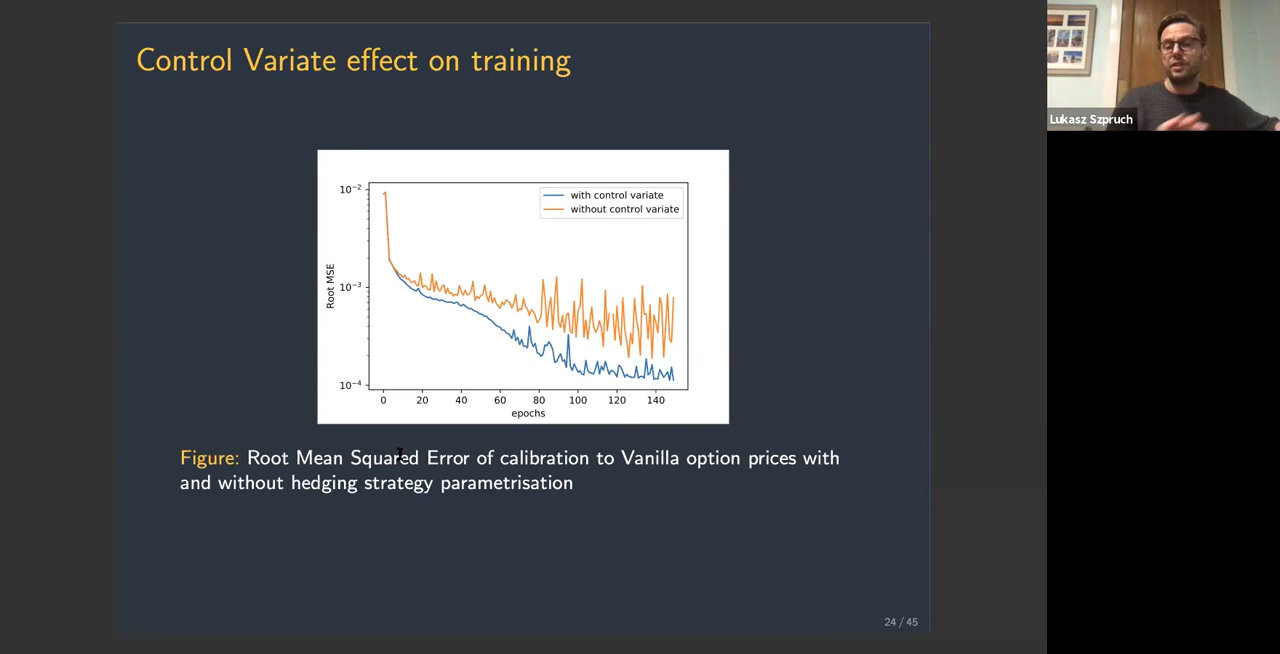 Control Variate effect on training
Lukasz Szpruch
with control variate
without control variate
10⁻²
10⁻³
10⁻⁴
Root MSE
0 20 40 60 80 100 120 140
epochs
Figure: Root Mean Squared Error of calibration to Vanilla option prices with
and without hedging strategy parametrisation
24 / 45